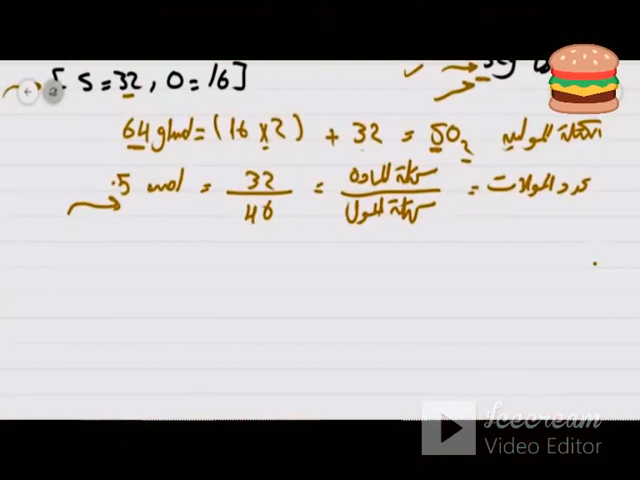 [. S = 32 , O = 16]
الكتلة المولية SO2 = 32 + (16 x 2) = 64 g/mol
عدد المولات = كتلة المادة / كتلة المول = 32 / 46 = .5 mol
Icecream
Video Editor